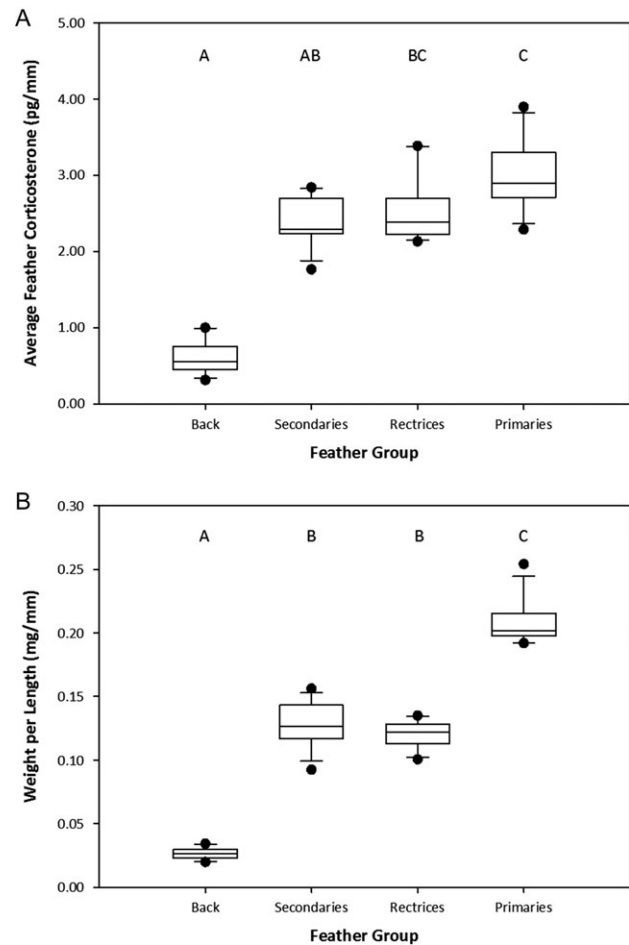 A
Average Feather Corticosterone (pg/mm)
5.00
4.00
3.00
2.00
1.00
0.00
A AB BC C
Back Secondaries Rectrices Primaries
Feather Group
B
Weight per Length (mg/mm)
0.30
0.25
0.20
0.15
0.10
0.05
0.00
A B B C
Back Secondaries Rectrices Primaries
Feather Group